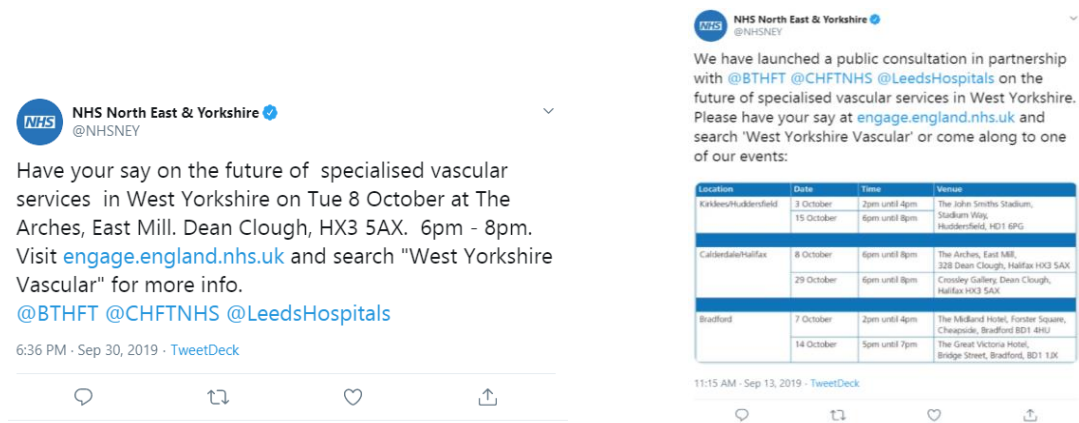 NHS
NHS North East & Yorkshire
@NHSNEY
Have your say on the future of  specialised vascular
services  in West Yorkshire on Tue 8 October at The
Arches, East Mill. Dean Clough, HX3 5AX.  6pm - 8pm.
Visit engage.england.nhs.uk and search "West Yorkshire
Vascular" for more info.
@BTHFT @CHFTNHS @LeedsHospitals
6:36 PM · Sep 30, 2019 · TweetDeck
NHS
NHS North East & Yorkshire
@NHSNEY
We have launched a public consultation in partnership
with @BTHFT @CHFTNHS @LeedsHospitals on the
future of specialised vascular services in West Yorkshire.
Please have your say at engage.england.nhs.uk and
search 'West Yorkshire Vascular' or come along to one
of our events:
Location Date Time Venue
Kirklees/Huddersfield 3 October 2pm until 4pm The John Smiths Stadium,
Stadium Way,
15 October 6pm until 8pm Huddersfield, HD1 6PG
Calderdale/Halifax 8 October 6pm until 8pm The Arches, East Mill,
328 Dean Clough, Halifax HX3 5AX
29 October 6pm until 8pm Crossley Gallery, Dean Clough,
Halifax HX3 5AX
Bradford 7 October 2pm until 4pm The Midland Hotel, Forster Square,
Cheapside, Bradford BD1 4HU
14 October 5pm until 7pm The Great Victoria Hotel,
Bridge Street, Bradford, BD1 1JX
11:15 AM · Sep 13, 2019 · TweetDeck